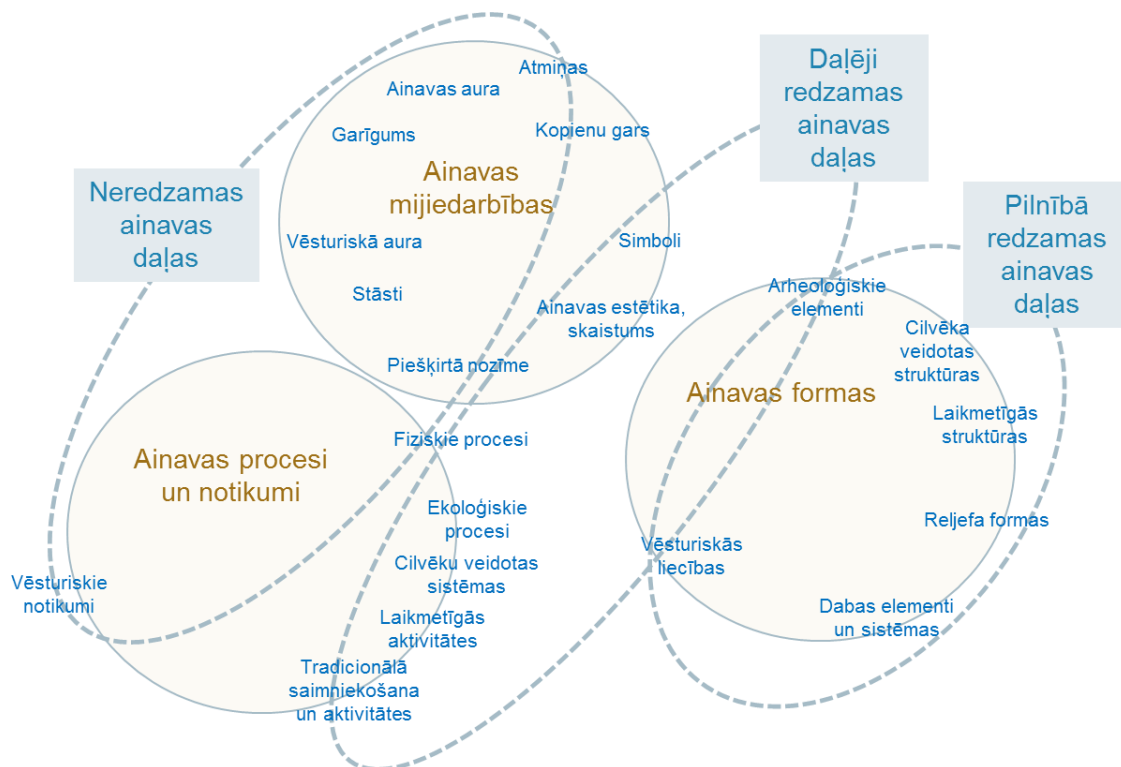 Neredzamas
ainavas
daļas
Daļēji
redzamas
ainavas
daļas
Pilnībā
redzamas
ainavas
daļas
Atmiņas
Ainavas aura
Garīgums
Kopienu gars
Ainavas
mijiedarbības
Vēsturiskā aura
Simboli
Stāsti
Ainavas estētika,
skaistums
Piešķirtā nozīme
Ainavas procesi
un notikumi
Fiziskie procesi
Ekoloģiskie
procesi
Cilvēku veidotas
sistēmas
Vēsturiskie
notikumi
Laikmetīgās
aktivitātes
Tradicionālā
saimniekošana
un aktivitātes
Arheoloģiskie
elementi
Cilvēka
veidotas
struktūras
Ainavas formas
Laikmetīgās
struktūras
Reljefa formas
Vēsturiskās
liecības
Dabas elementi
un sistēmas